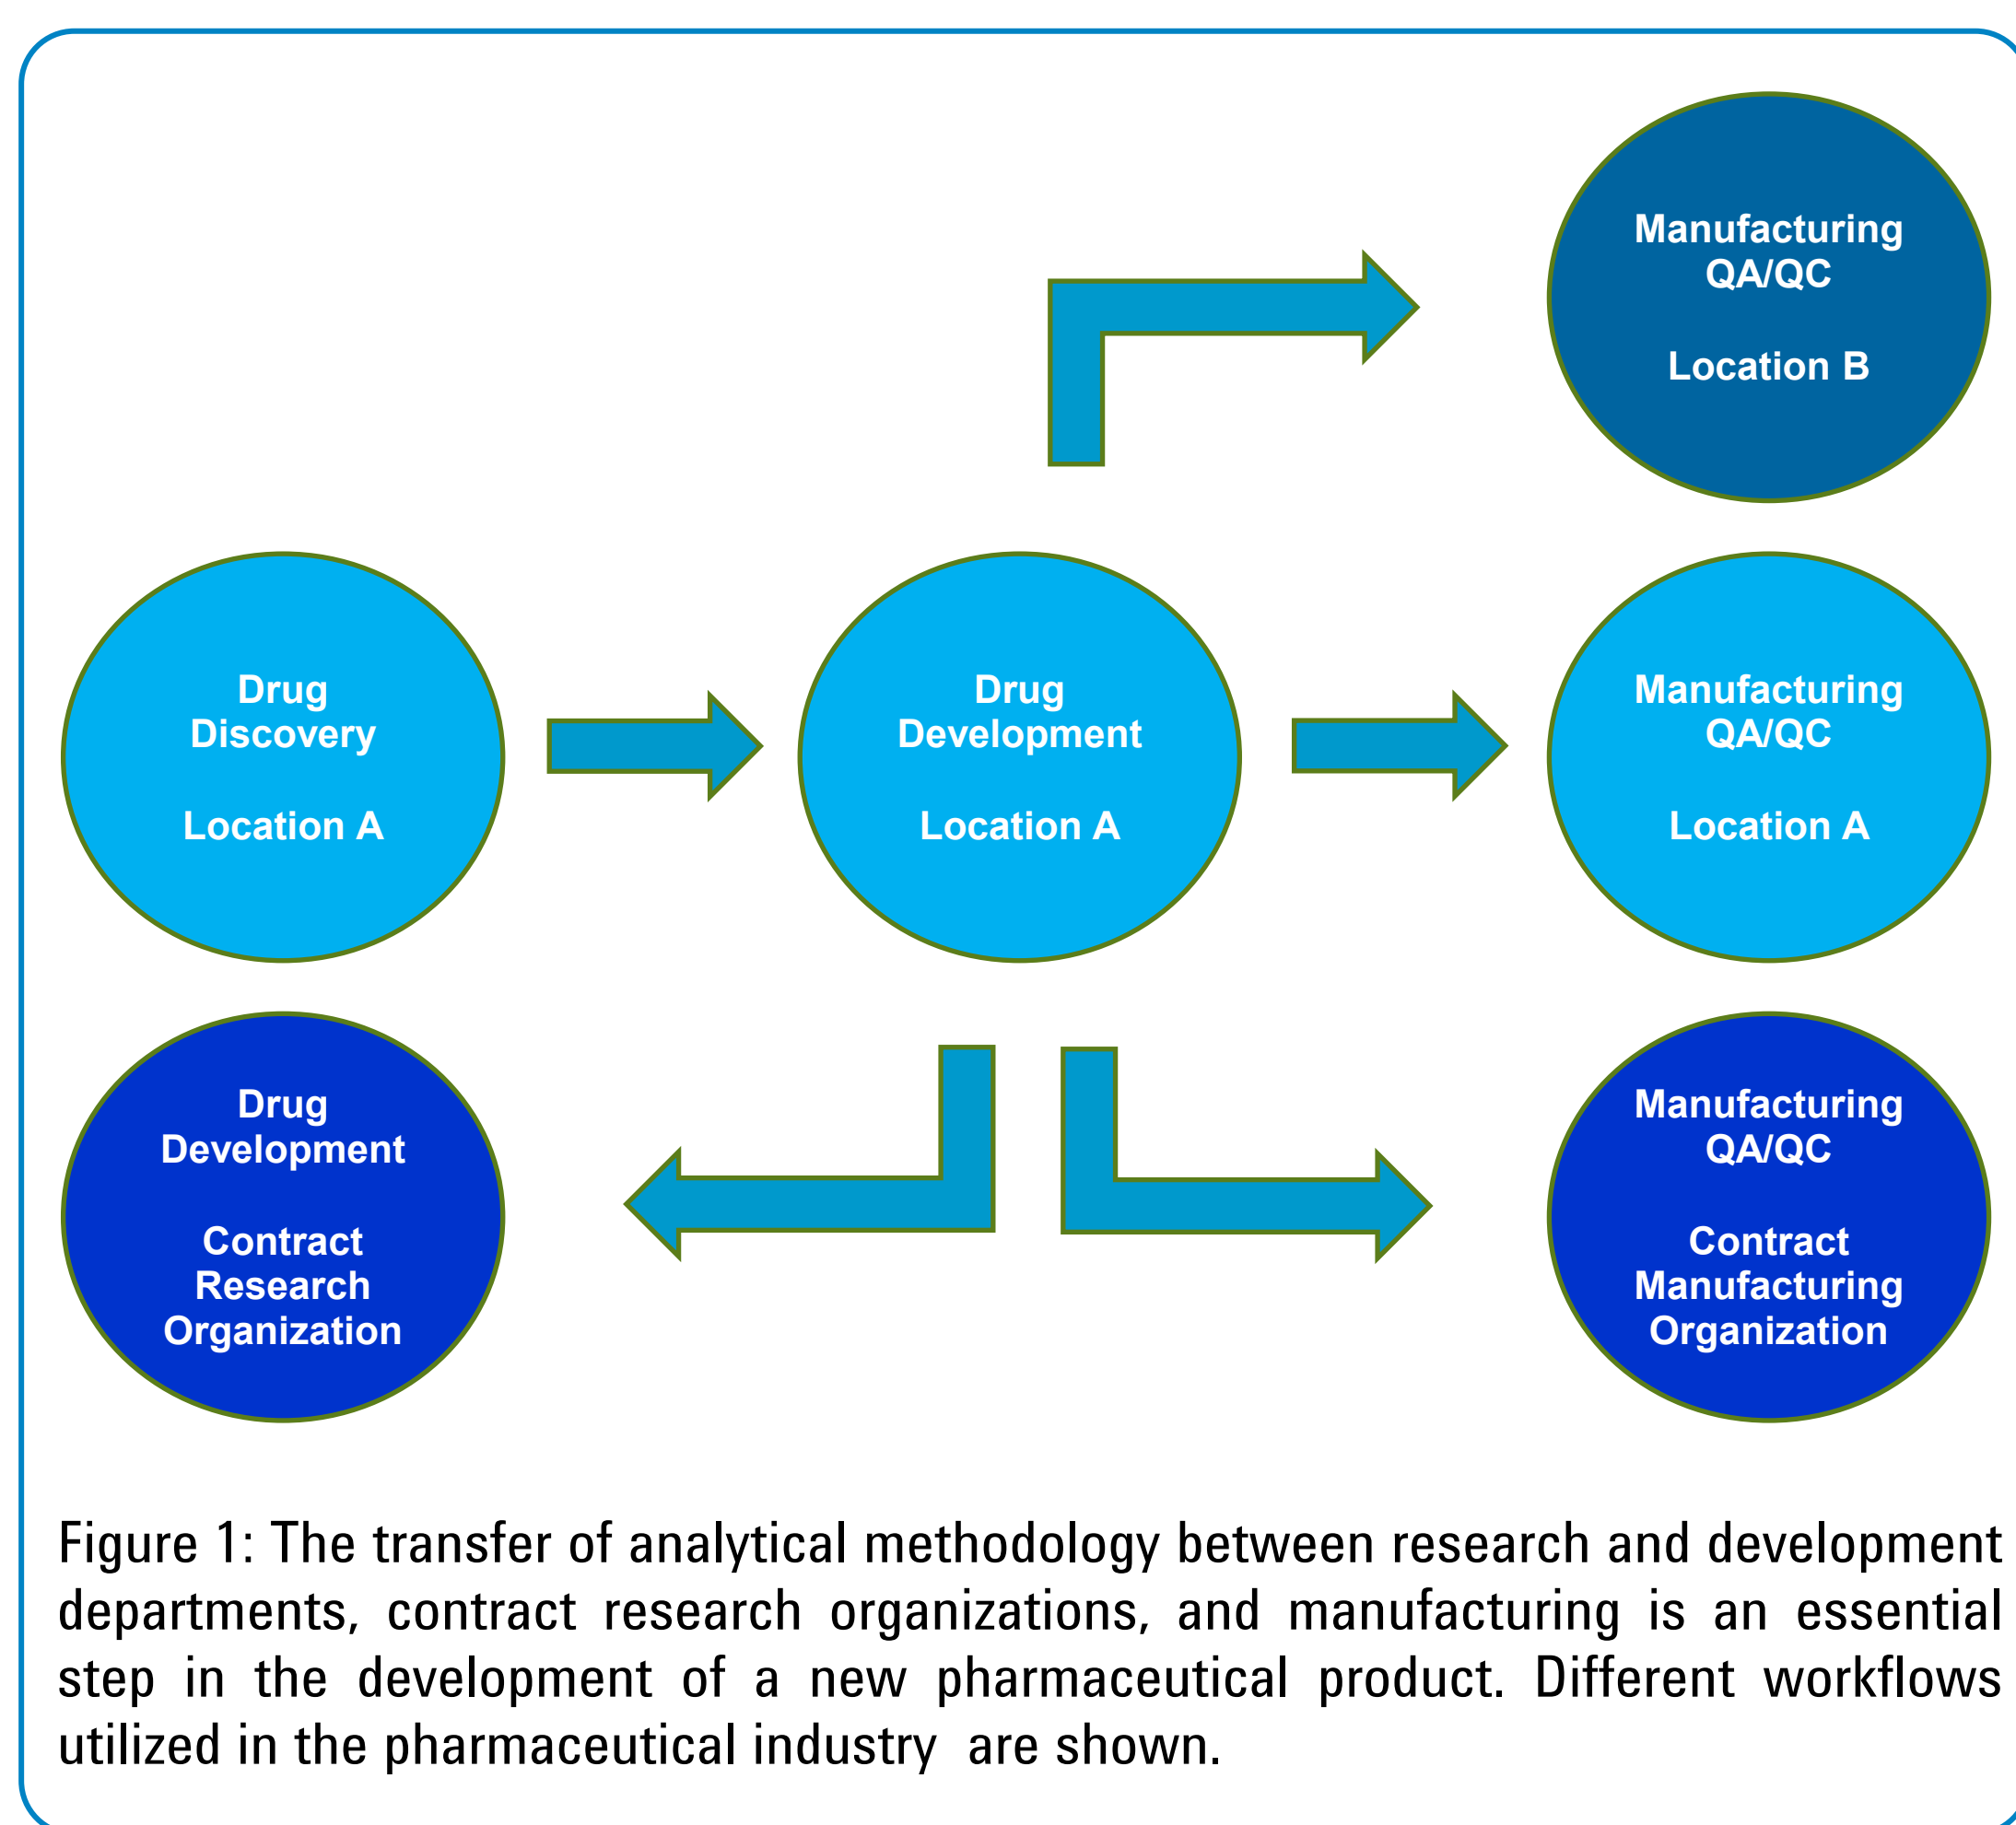 Manufacturing
QA/QC
Location B
Drug
Discovery
Location A
Drug
Development
Location A
Manufacturing
QA/QC
Location A
Drug
Development
Contract
Research
Organization
Manufacturing
QA/QC
Contract
Manufacturing
Organization
Figure 1: The transfer of analytical methodology between research and development
departments, contract research organizations, and manufacturing is an essential
step in the development of a new pharmaceutical product. Different workflows
utilized in the pharmaceutical industry  are shown.